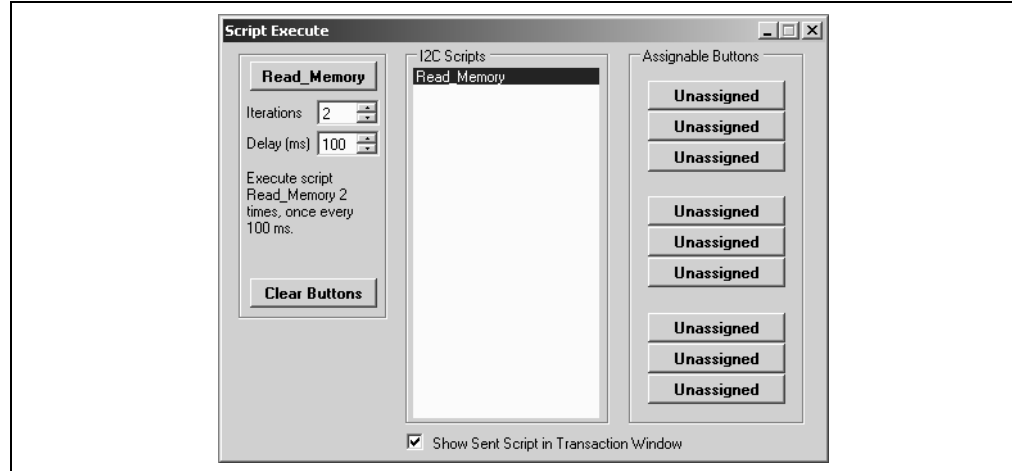 Script Execute
Read_Memory
Iterations 2
Delay (ms) 100
Execute script
Read_Memory 2
times, once every
100 ms.
Clear Buttons
I2C Scripts
Read_Memory
Assignable Buttons
Unassigned
Unassigned
Unassigned
Unassigned
Unassigned
Unassigned
Unassigned
Unassigned
Unassigned
Show Sent Script in Transaction Window